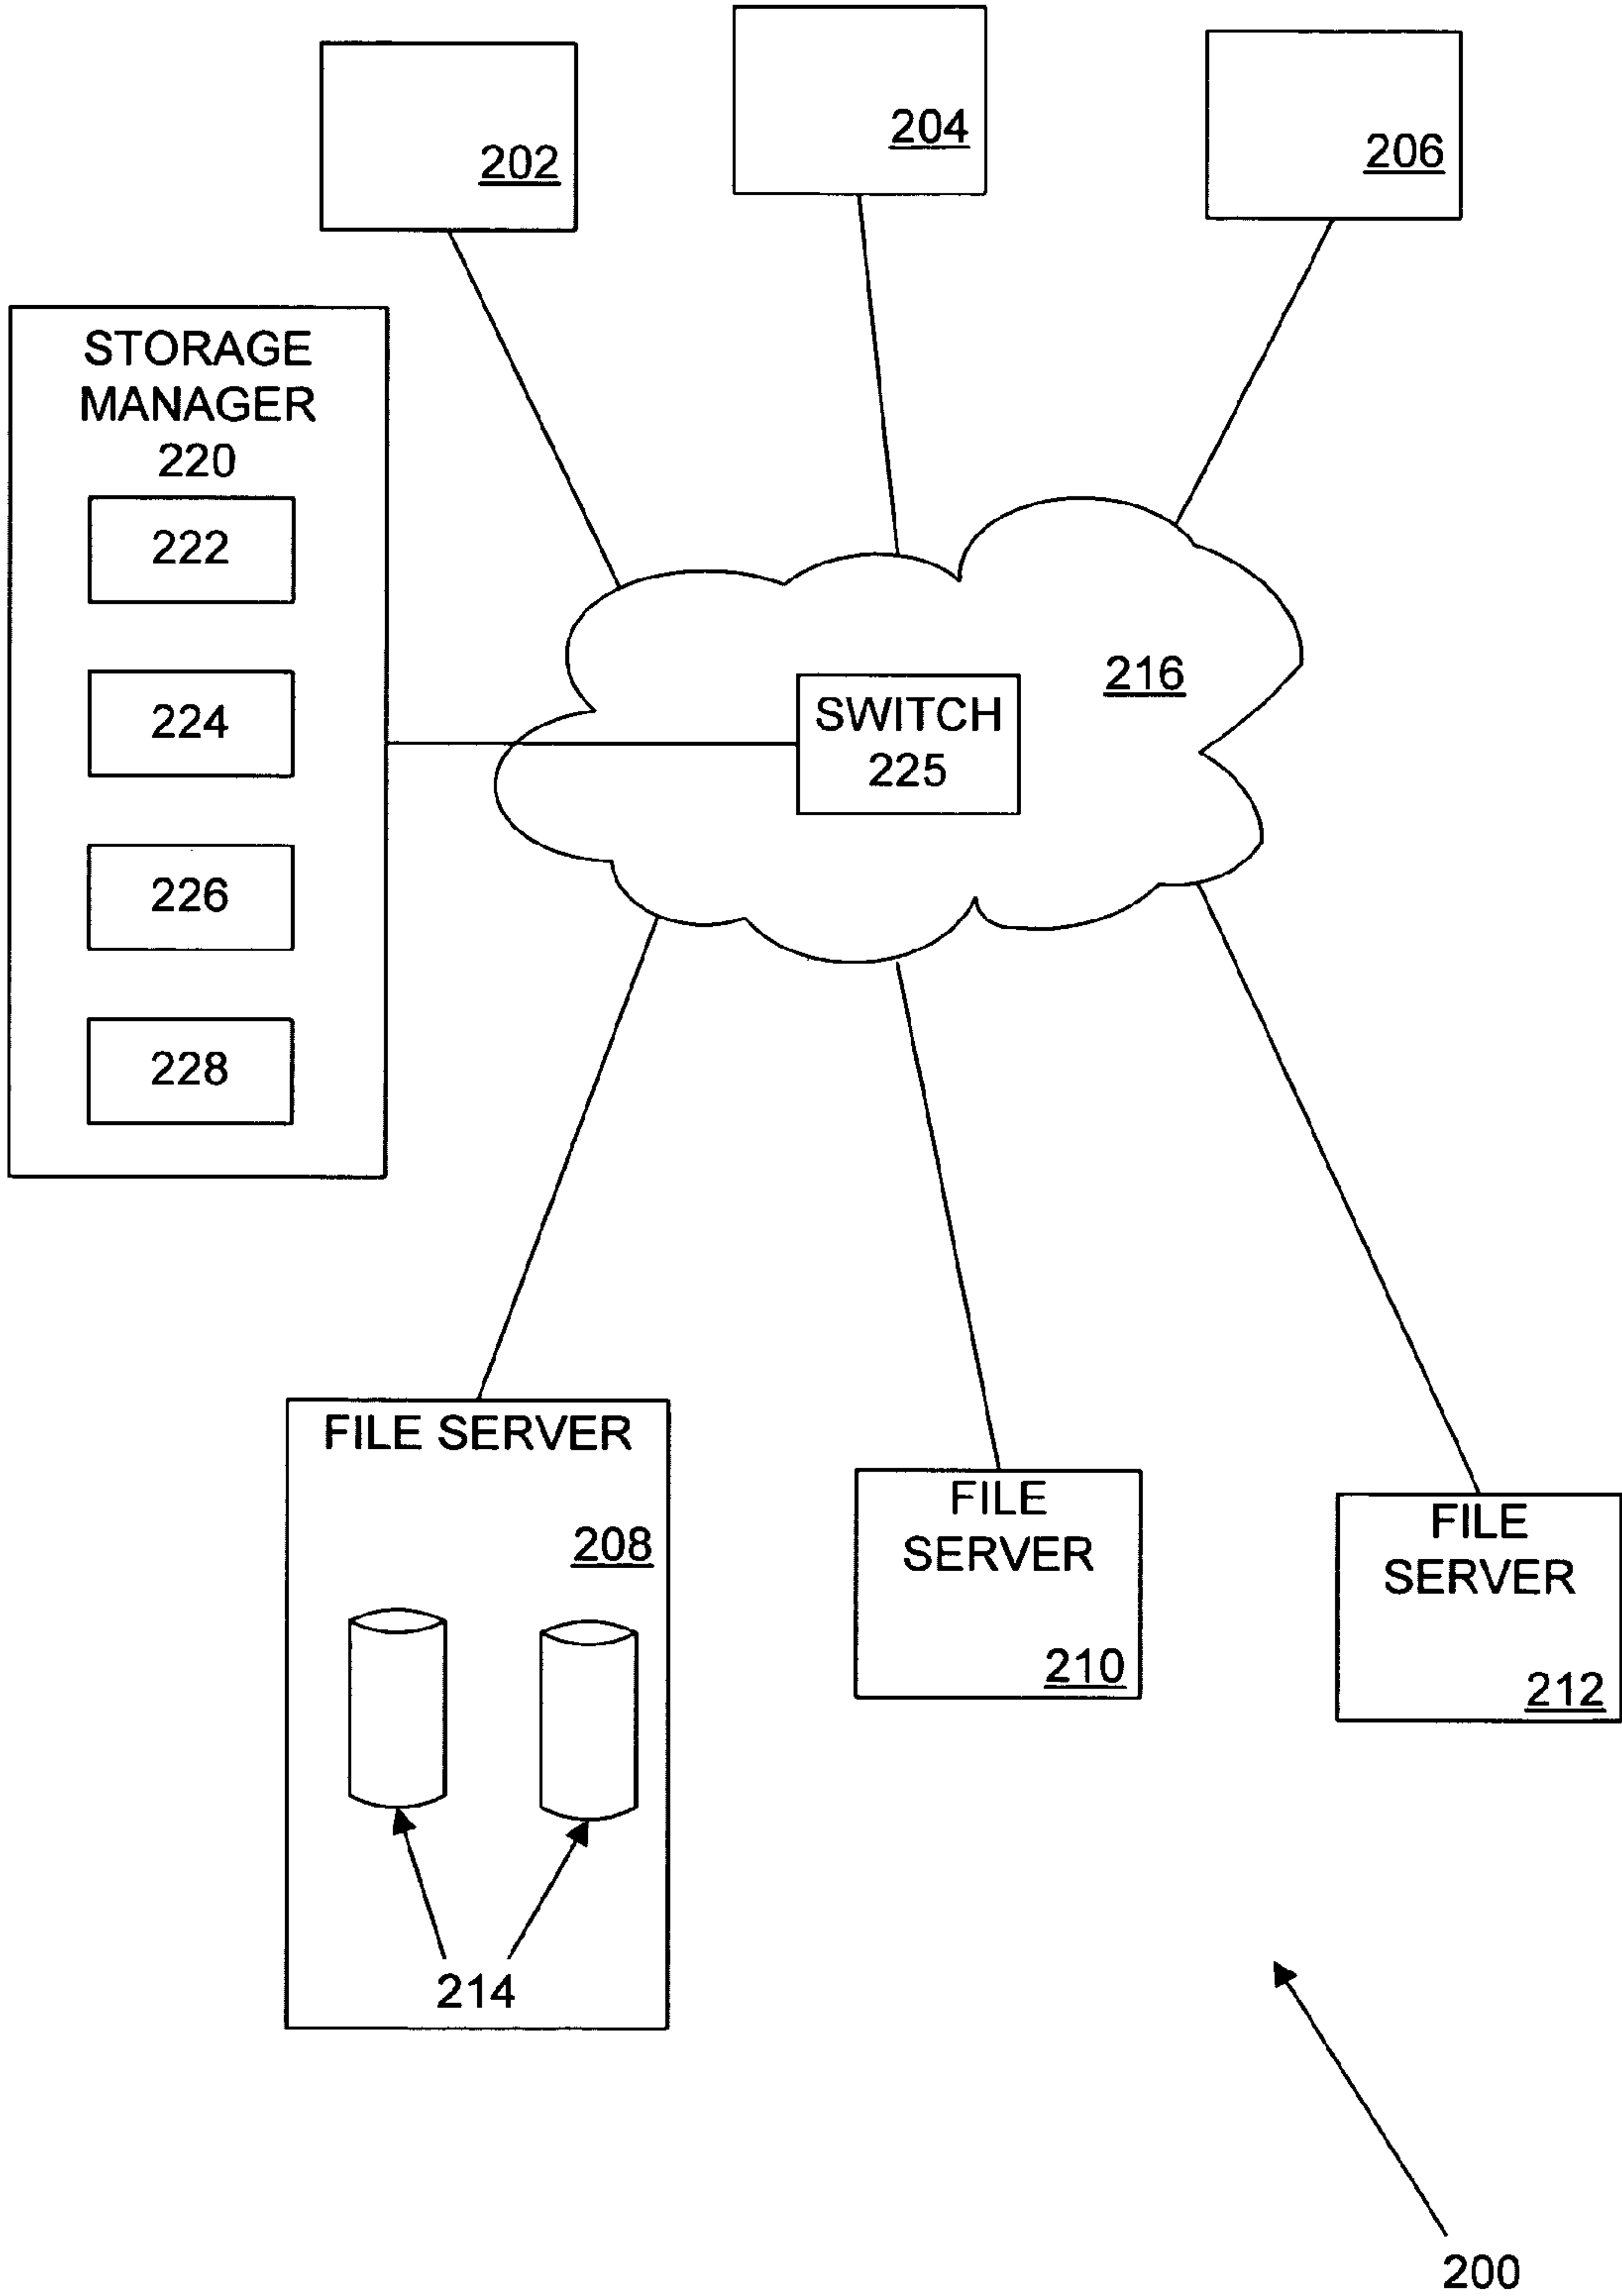 202
204
206
STORAGE
MANAGER
220
222
224
226
228
216
SWITCH
225
FILE SERVER
208
214
FILE
SERVER
210
FILE
SERVER
212
200